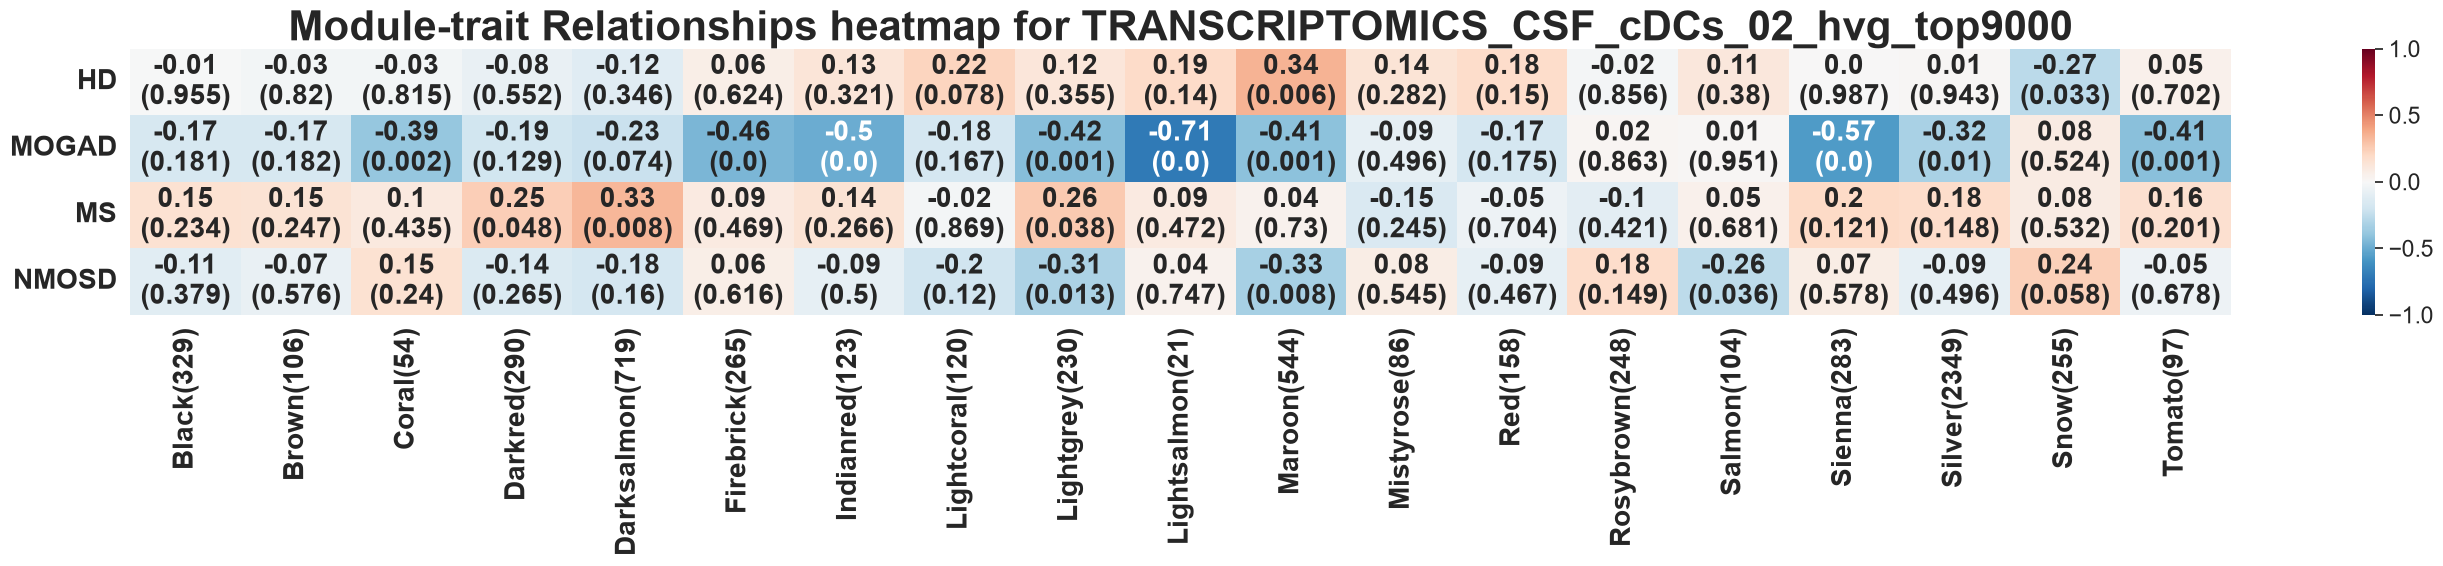 Module-trait Relationships heatmap for TRANSCRIPTOMICS_CSF_cDCs_02_hvg_top9000
HD -0.01 -0.03 -0.03 -0.08 -0.12 0.06 0.13 0.22 0.12 0.19 0.34 0.14 0.18 -0.02 0.11 0.0 0.01 -0.27 0.05
(0.955) (0.82) (0.815) (0.552) (0.346) (0.624) (0.321) (0.078) (0.355) (0.14) (0.006) (0.282) (0.15) (0.856) (0.38) (0.987) (0.943) (0.033) (0.702)
MOGAD -0.17 -0.17 -0.39 -0.19 -0.23 -0.46 -0.5 -0.18 -0.42 -0.71 -0.41 -0.09 -0.17 0.02 0.01 -0.57 -0.32 0.08 -0.41
(0.181) (0.182) (0.002) (0.129) (0.074) (0.0) (0.0) (0.167) (0.001) (0.0) (0.001) (0.496) (0.175) (0.863) (0.951) (0.0) (0.01) (0.524) (0.001)
MS 0.15 0.15 0.1 0.25 0.33 0.09 0.14 -0.02 0.26 0.09 0.04 -0.15 -0.05 -0.1 0.05 0.2 0.18 0.08 0.16
(0.234) (0.247) (0.435) (0.048) (0.008) (0.469) (0.266) (0.869) (0.038) (0.472) (0.73) (0.245) (0.704) (0.421) (0.681) (0.121) (0.148) (0.532) (0.201)
NMOSD -0.11 -0.07 0.15 -0.14 -0.18 0.06 -0.09 -0.2 -0.31 0.04 -0.33 0.08 -0.09 0.18 -0.26 0.07 -0.09 0.24 -0.05
(0.379) (0.576) (0.24) (0.265) (0.16) (0.616) (0.5) (0.12) (0.013) (0.747) (0.008) (0.545) (0.467) (0.149) (0.036) (0.578) (0.496) (0.058) (0.678)
Black(329)
Brown(106)
Coral(54)
Darkred(290)
Darksalmon(719)
Firebrick(265)
Indianred(123)
Lightcoral(120)
Lightgrey(230)
Lightsalmon(21)
Maroon(544)
Mistyrose(86)
Red(158)
Rosybrown(248)
Salmon(104)
Sienna(283)
Silver(2349)
Snow(255)
Tomato(97)
1.0
0.5
0.0
−0.5
−1.0